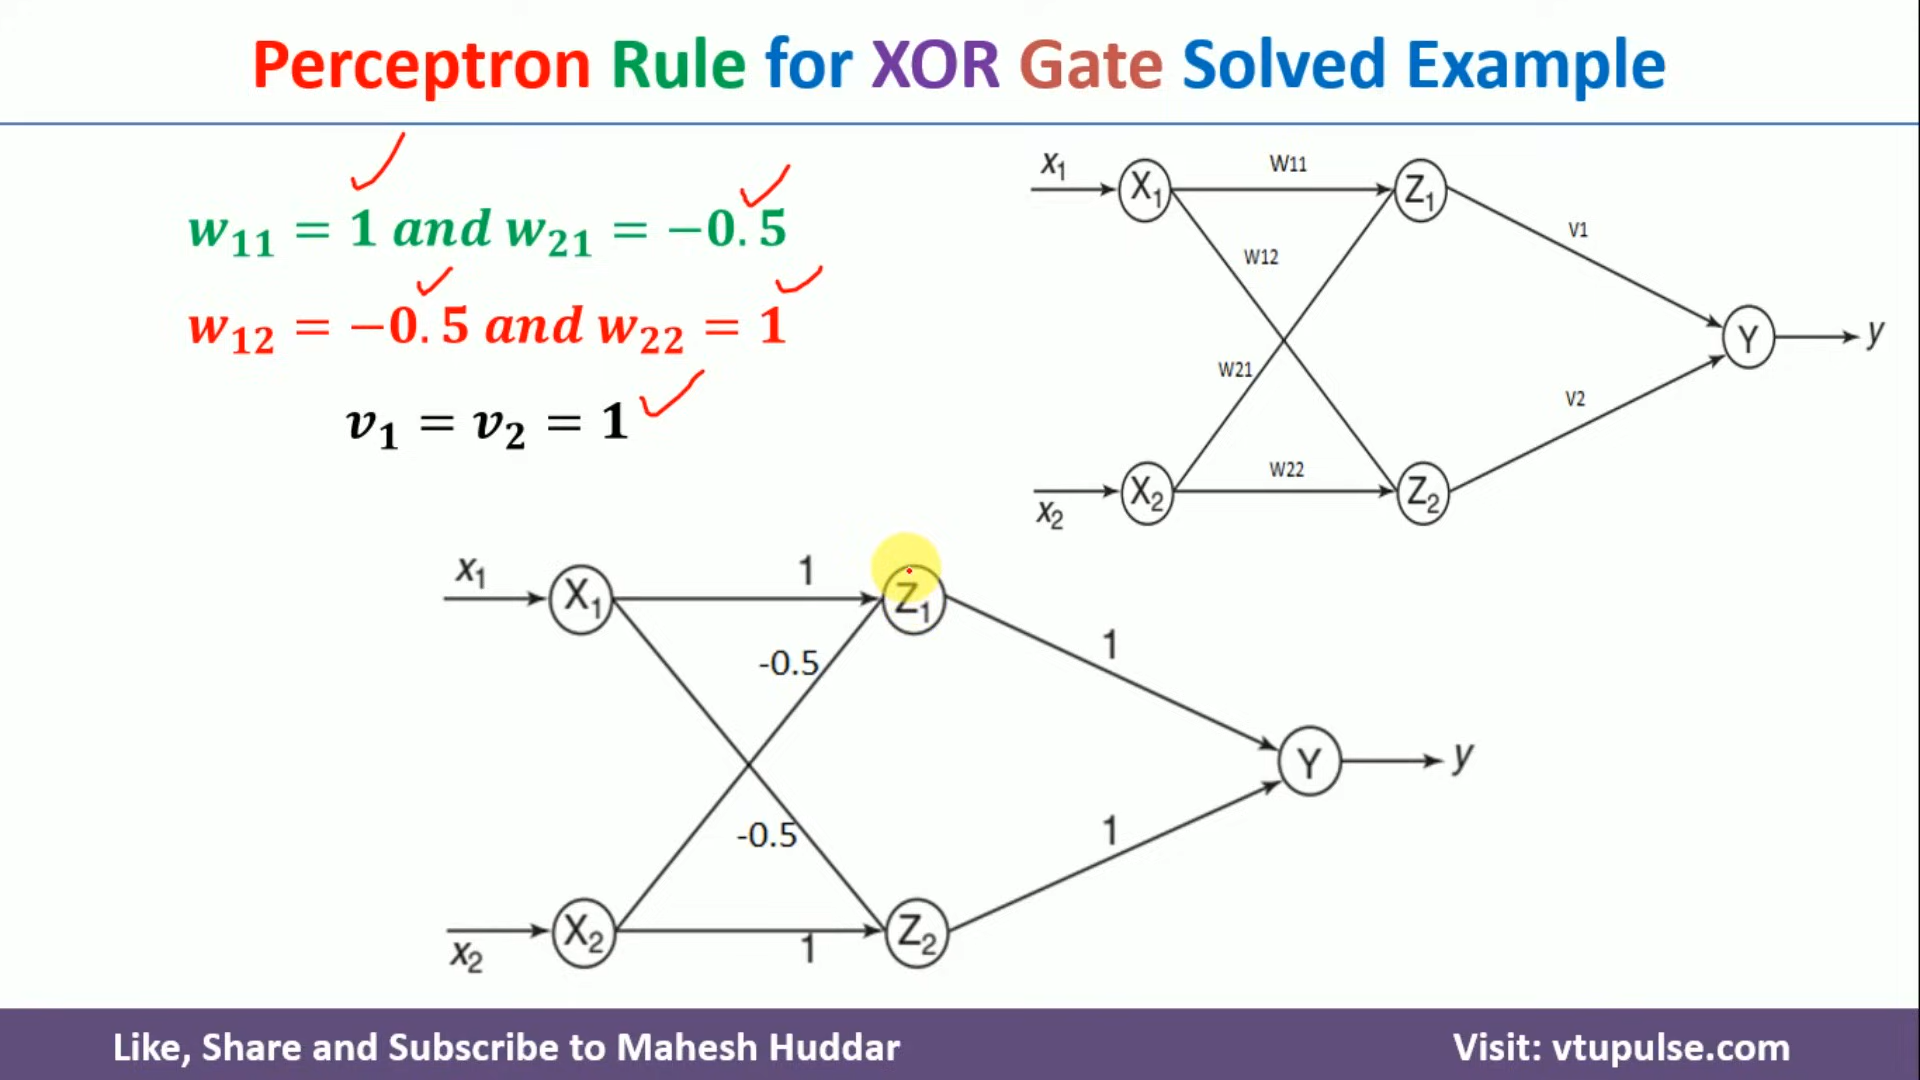 Perceptron Rule for XOR Gate Solved Example
w₁₁ = 1 and w₂₁ = −0.5
w₁₂ = −0.5 and w₂₂ = 1
v₁ = v₂ = 1
x₁
X₁
W11
Z₁
W12
V1
Y
y
W21
V2
x₂
X₂
W22
Z₂
x₁
X₁
1
Z₁
-0.5
1
Y
y
-0.5
1
x₂
X₂
1
Z₂
Like, Share and Subscribe to Mahesh Huddar
Visit: vtupulse.com